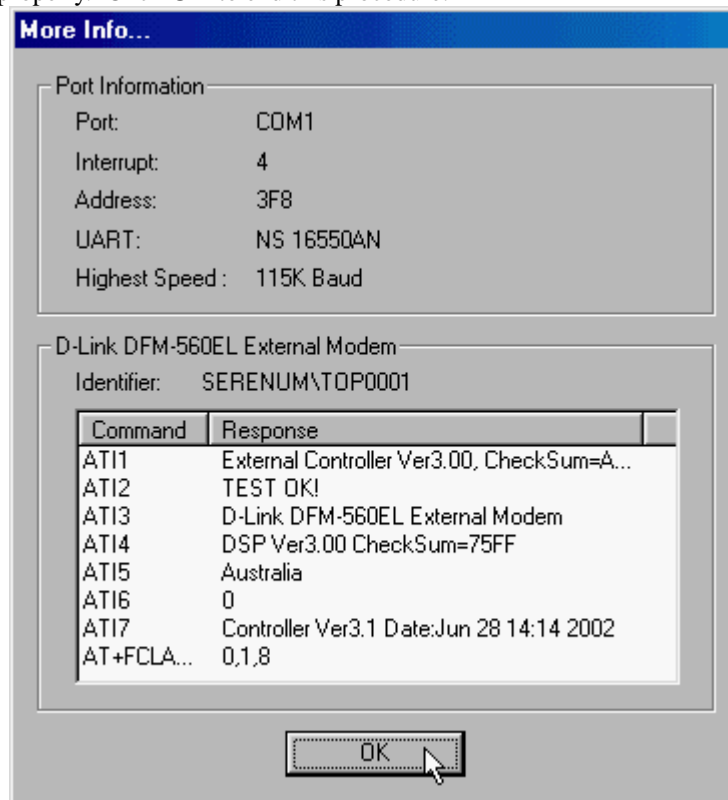 More Info...
Port Information
Port: COM1
Interrupt: 4
Address: 3F8
UART: NS 16550AN
Highest Speed : 115K Baud
D-Link DFM-560EL External Modem
Identifier: SERENUM\TOP0001
Command Response
ATI1 External Controller Ver3.00, CheckSum=A...
ATI2 TEST OK!
ATI3 D-Link DFM-560EL External Modem
ATI4 DSP Ver3.00 CheckSum=75FF
ATI5 Australia
ATI6 0
ATI7 Controller Ver3.1 Date:Jun 28 14:14 2002
AT+FCLA... 0,1,8
OK